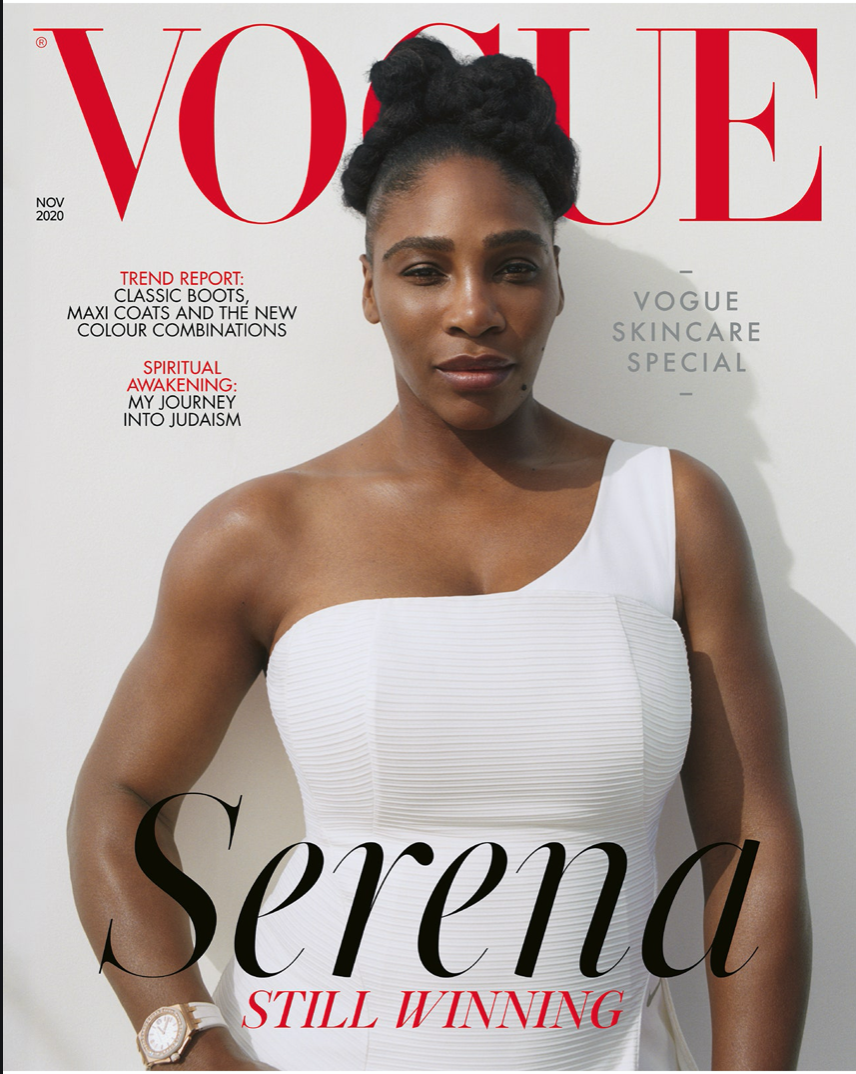 VOGUE
®
NOV
2020
TREND REPORT:
CLASSIC BOOTS,
MAXI COATS AND THE NEW
COLOUR COMBINATIONS
SPIRITUAL
AWAKENING:
MY JOURNEY
INTO JUDAISM
–
VOGUE
SKINCARE
SPECIAL
–
Serena
STILL WINNING